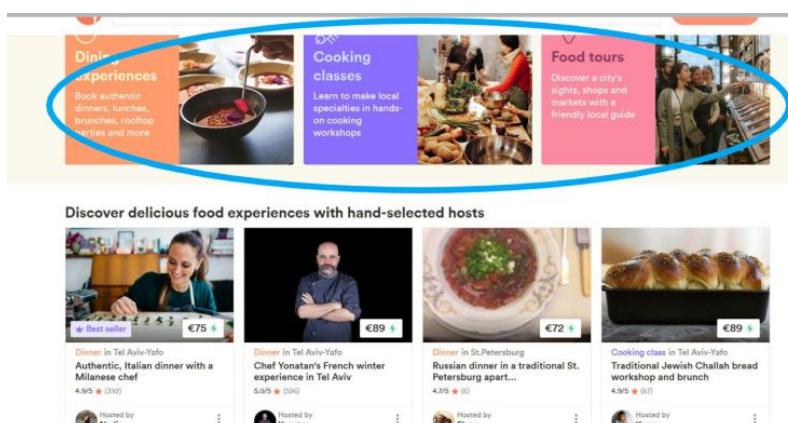 Dining
experiences
Book authentic
dinners, lunches,
brunches, rooftop
parties and more
Cooking
classes
Learn to make local
specialties in hands-
on cooking
workshops
Food tours
Discover a city's
sights, shops and
markets with a
friendly local guide
Discover delicious food experiences with hand-selected hosts
Best seller
€75
€89
€72
€89
Dinner in Tel Aviv-Yafo
Authentic, Italian dinner with a
Milanese chef
4.9/5 ★ (392)
Dinner in Tel Aviv-Yafo
Chef Yonatan's French winter
experience in Tel Aviv
5.0/5 ★ (526)
Dinner in St.Petersburg
Russian dinner in a traditional St.
Petersburg apart...
4.7/5 ★ (6)
Cooking class in Tel Aviv-Yafo
Traditional Jewish Challah bread
workshop and brunch
4.9/5 ★ (67)
Hosted by
Hosted by
Hosted by
Hosted by